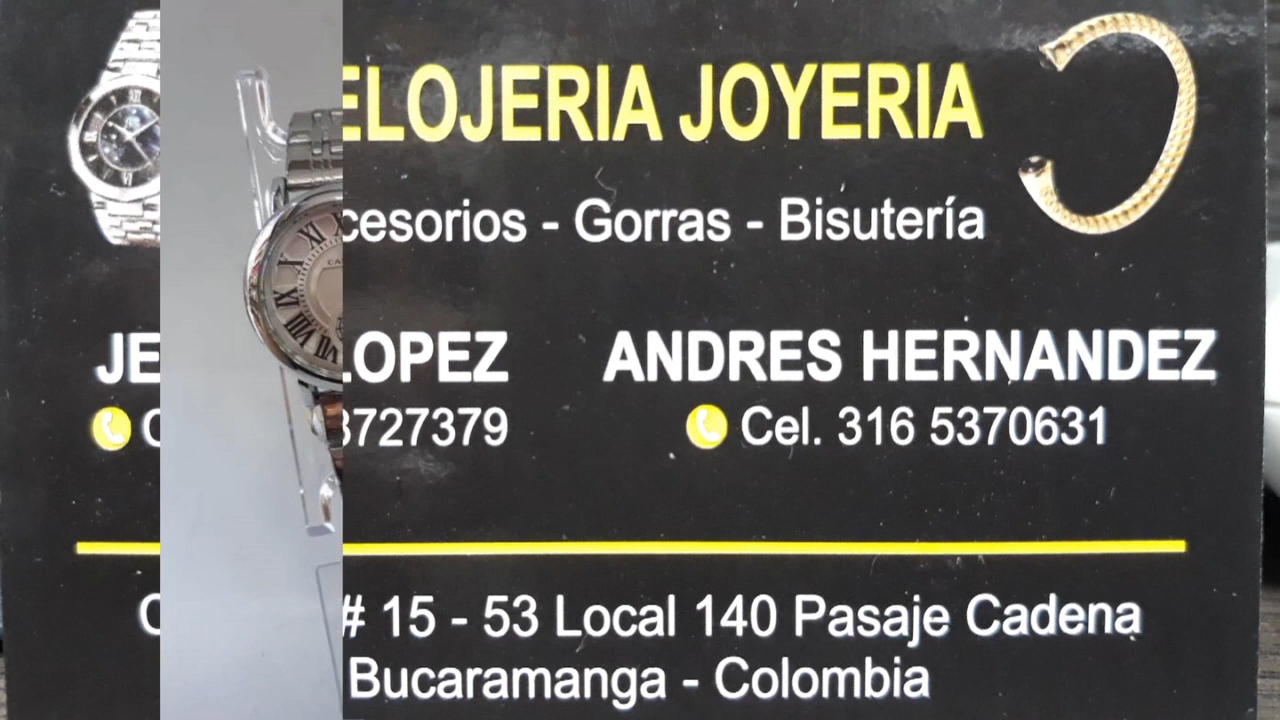 ELOJERIA JOYERIA
cesorios - Gorras - Bisutería
JE OPEZ ANDRES HERNANDEZ
3727379 Cel. 316 5370631
# 15 - 53 Local 140 Pasaje Cadena
Bucaramanga - Colombia